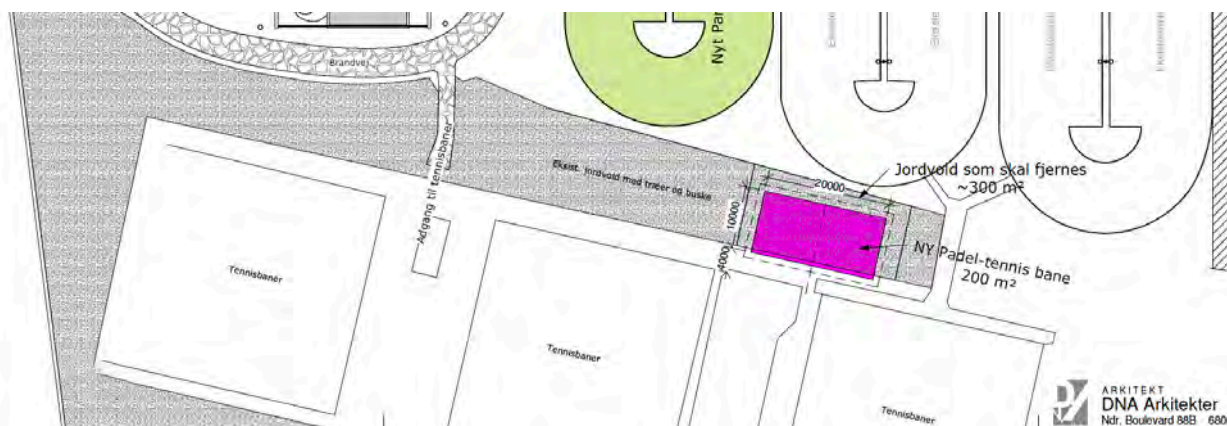 Brandvej
Nyt Par
Adgang til tennisbaner
Eksist. jordvold med træer og buske
Jordvold som skal fjernes
~300 m²
20000
10000
4000
NY Padel-tennis bane
200 m²
Tennisbaner
Tennisbaner
Tennisbaner
ARKITEKT
DNA Arkitekter
Ndr. Boulevard 88B 680